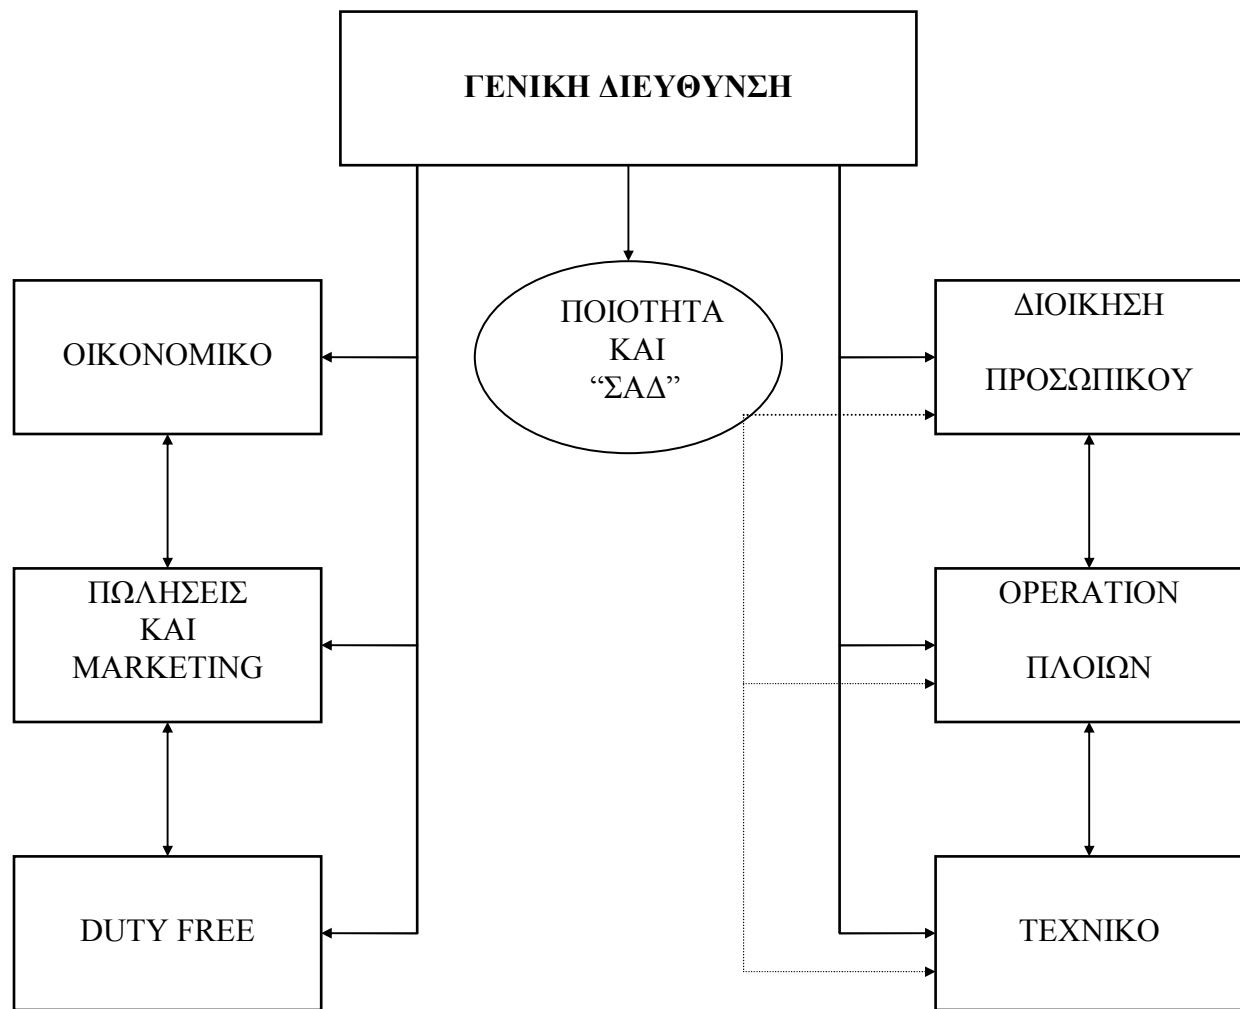 ΓΕΝΙΚΗ ΔΙΕΥΘΥΝΣΗ
ΟΙΚΟΝΟΜΙΚΟ
ΠΟΙΟΤΗΤΑ
ΚΑΙ
“ΣΑΔ”
ΔΙΟΙΚΗΣΗ
ΠΡΟΣΩΠΙΚΟΥ
ΠΩΛΗΣΕΙΣ
ΚΑΙ
MARKETING
OPERATION
ΠΛΟΙΩΝ
DUTY FREE
ΤΕΧΝΙΚΟ